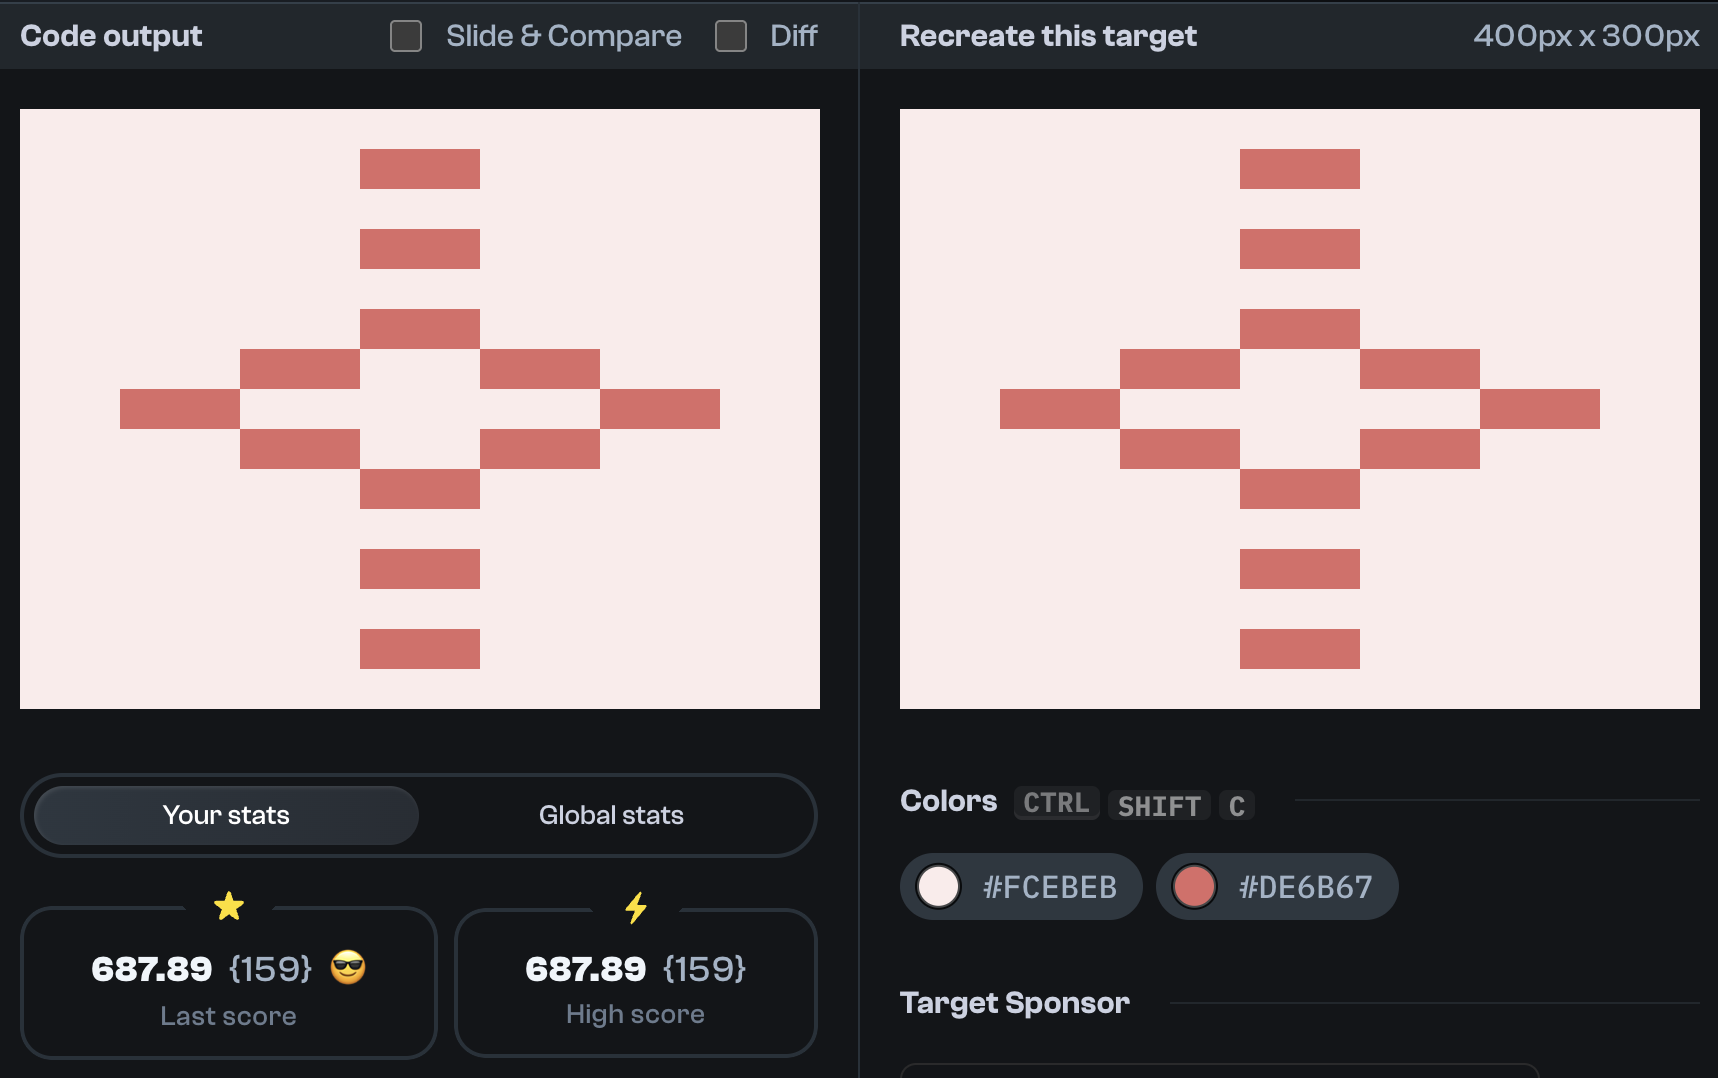 Code output
Slide & Compare
Diff
Recreate this target
400px x 300px
Your stats
Global stats
687.89 {159} 😎
Last score
687.89 {159}
High score
Colors CTRL SHIFT C
#FCEBEB
#DE6B67
Target Sponsor